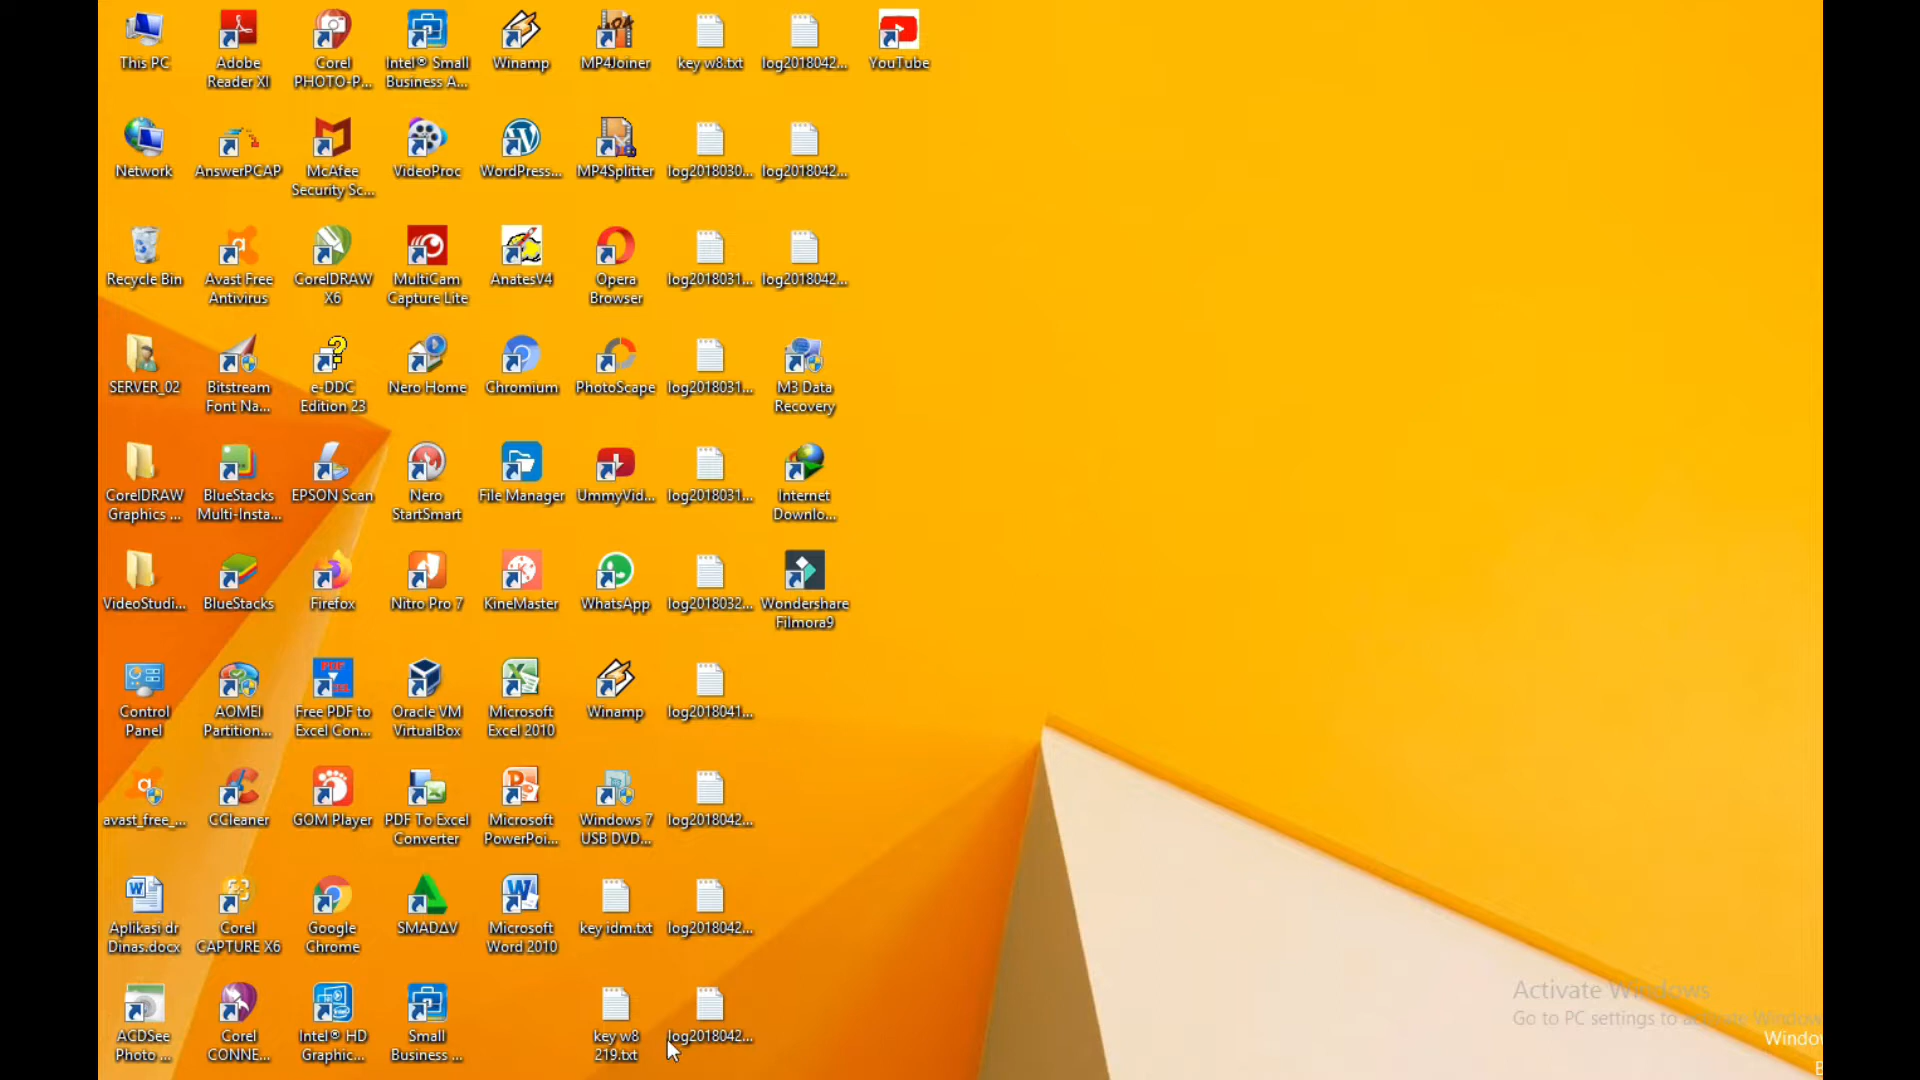 This PC
Adobe
Reader XI
Corel
PHOTO-P...
Intel® Small
Business A...
Winamp
MP4Joiner
key w8.txt
log2018042...
YouTube
Network
AnswerPCAP
McAfee
Security Sc...
VideoProc
WordPress...
MP4Splitter
log2018030...
log2018042...
Recycle Bin
Avast Free
Antivirus
CorelDRAW
X6
MultiCam
Capture Lite
AnatesV4
Opera
Browser
log2018031...
log2018042...
SERVER_02
Bitstream
Font Na...
e-DDC
Edition 23
Nero Home
Chromium
PhotoScape
log2018031...
M3 Data
Recovery
CorelDRAW
Graphics ...
BlueStacks
Multi-Insta...
EPSON Scan
Nero
StartSmart
File Manager
UmmyVid...
log2018031...
Internet
Downlo...
VideoStudi...
BlueStacks
Firefox
Nitro Pro 7
KineMaster
WhatsApp
log2018032...
Wondershare
Filmora9
Control
Panel
AOMEI
Partition...
Free PDF to
Excel Con...
Oracle VM
VirtualBox
Microsoft
Excel 2010
Winamp
log2018041...
avast_free_...
CCleaner
GOM Player
PDF To Excel
Converter
Microsoft
PowerPoi...
Windows 7
USB DVD...
log2018042...
Aplikasi dr
Dinas.docx
Corel
CAPTURE X6
Google
Chrome
SMADΔV
Microsoft
Word 2010
key idm.txt
log2018042...
ACDSee
Photo ...
Corel
CONNE...
Intel® HD
Graphic...
Small
Business ...
key w8
219.txt
log2018042...
Activate Windows
Go to PC settings to activate Windows
Windo